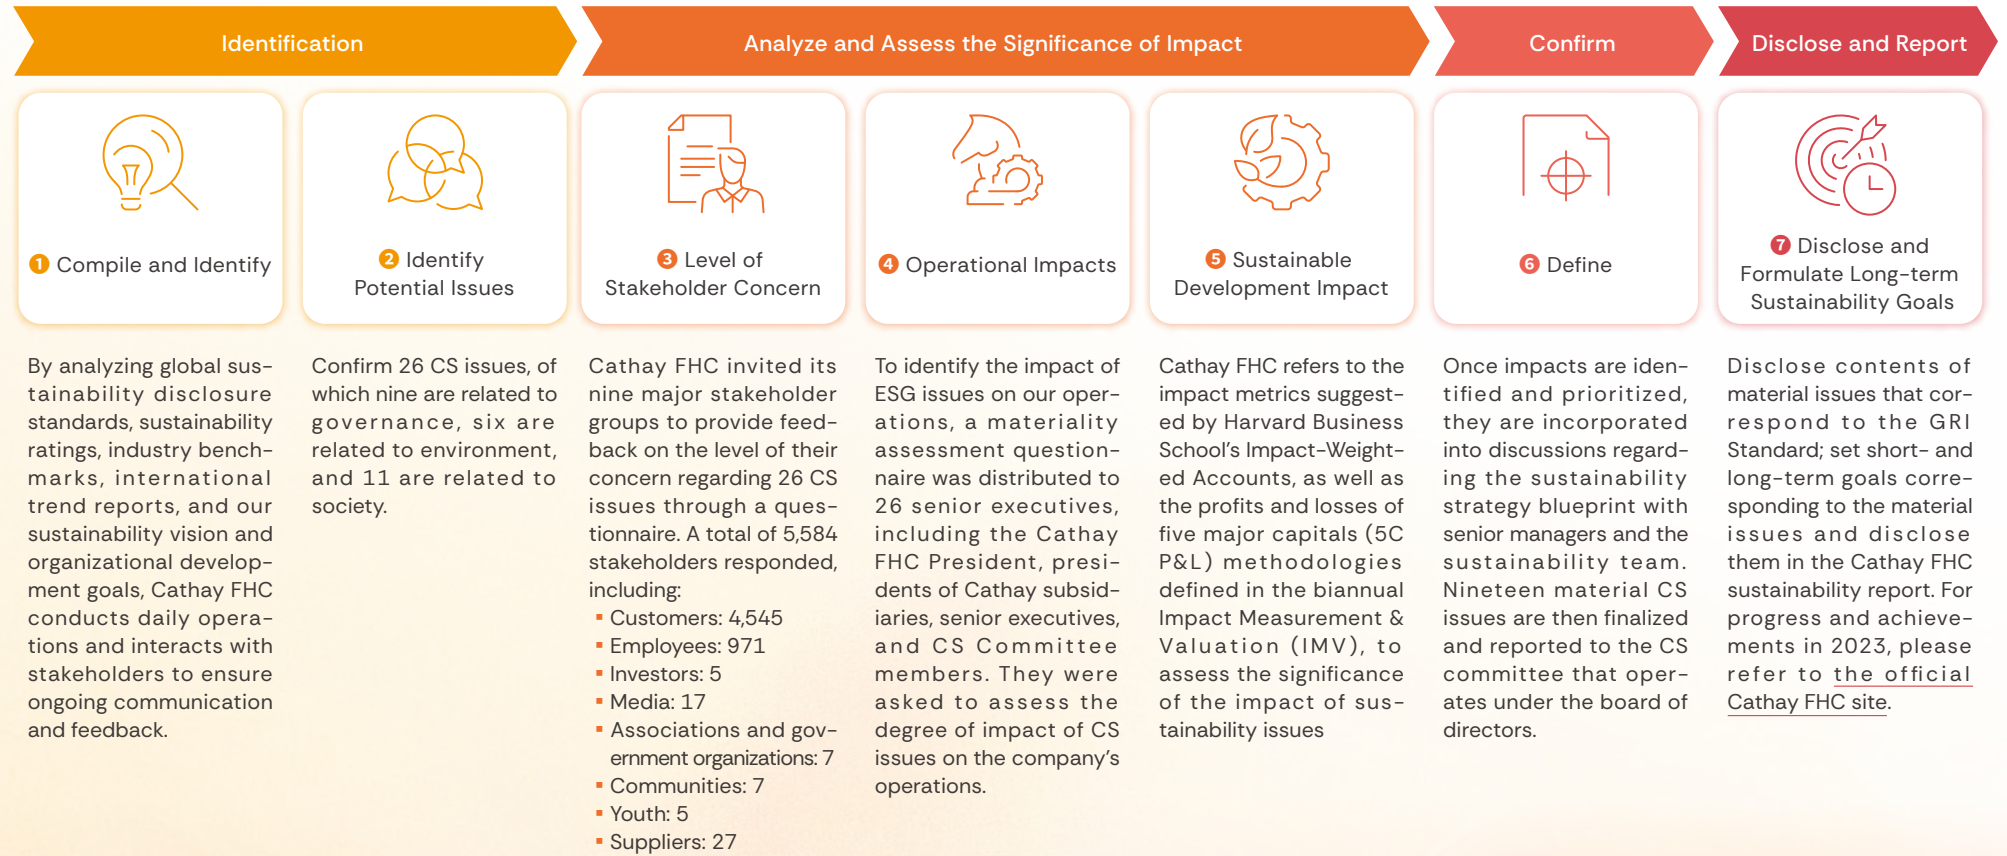 Identification
Analyze and Assess the Significance of Impact
Confirm
Disclose and Report
1 Compile and Identify
2 Identify
Potential Issues
3 Level of
Stakeholder Concern
4 Operational Impacts
5 Sustainable
Development Impact
6 Define
7 Disclose and
Formulate Long-term
Sustainability Goals
By analyzing global sus-
tainability disclosure
standards, sustainability
ratings, industry bench-
marks, international
trend reports, and our
sustainability vision and
organizational develop-
ment goals, Cathay FHC
conducts daily opera-
tions and interacts with
stakeholders to ensure
ongoing communication
and feedback.
Confirm 26 CS issues, of
which nine are related to
governance, six are
related to environment,
and 11 are related to
society.
Cathay FHC invited its
nine major stakeholder
groups to provide feed-
back on the level of their
concern regarding 26 CS
issues through a ques-
tionnaire. A total of 5,584
stakeholders responded,
including:
▪ Customers: 4,545
▪ Employees: 971
▪ Investors: 5
▪ Media: 17
▪ Associations and gov-
ernment organizations: 7
▪ Communities: 7
▪ Youth: 5
▪ Suppliers: 27
To identify the impact of
ESG issues on our oper-
ations, a materiality
assessment question-
naire was distributed to
26 senior executives,
including the Cathay
FHC President, presi-
dents of Cathay subsid-
iaries, senior executives,
and CS Committee
members. They were
asked to assess the
degree of impact of CS
issues on the company's
operations.
Cathay FHC refers to the
impact metrics suggest-
ed by Harvard Business
School's Impact-Weight-
ed Accounts, as well as
the profits and losses of
five major capitals (5C
P&L) methodologies
defined in the biannual
Impact Measurement &
Valuation (IMV), to
assess the significance
of the impact of sus-
tainability issues
Once impacts are iden-
tified and prioritized,
they are incorporated
into discussions regard-
ing the sustainability
strategy blueprint with
senior managers and the
sustainability team.
Nineteen material CS
issues are then finalized
and reported to the CS
committee that oper-
ates under the board of
directors.
Disclose contents of
material issues that cor-
respond to the GRI
Standard; set short- and
long-term goals corre-
sponding to the material
issues and disclose
them in the Cathay FHC
sustainability report. For
progress and achieve-
ments in 2023, please
refer to the official
Cathay FHC site.